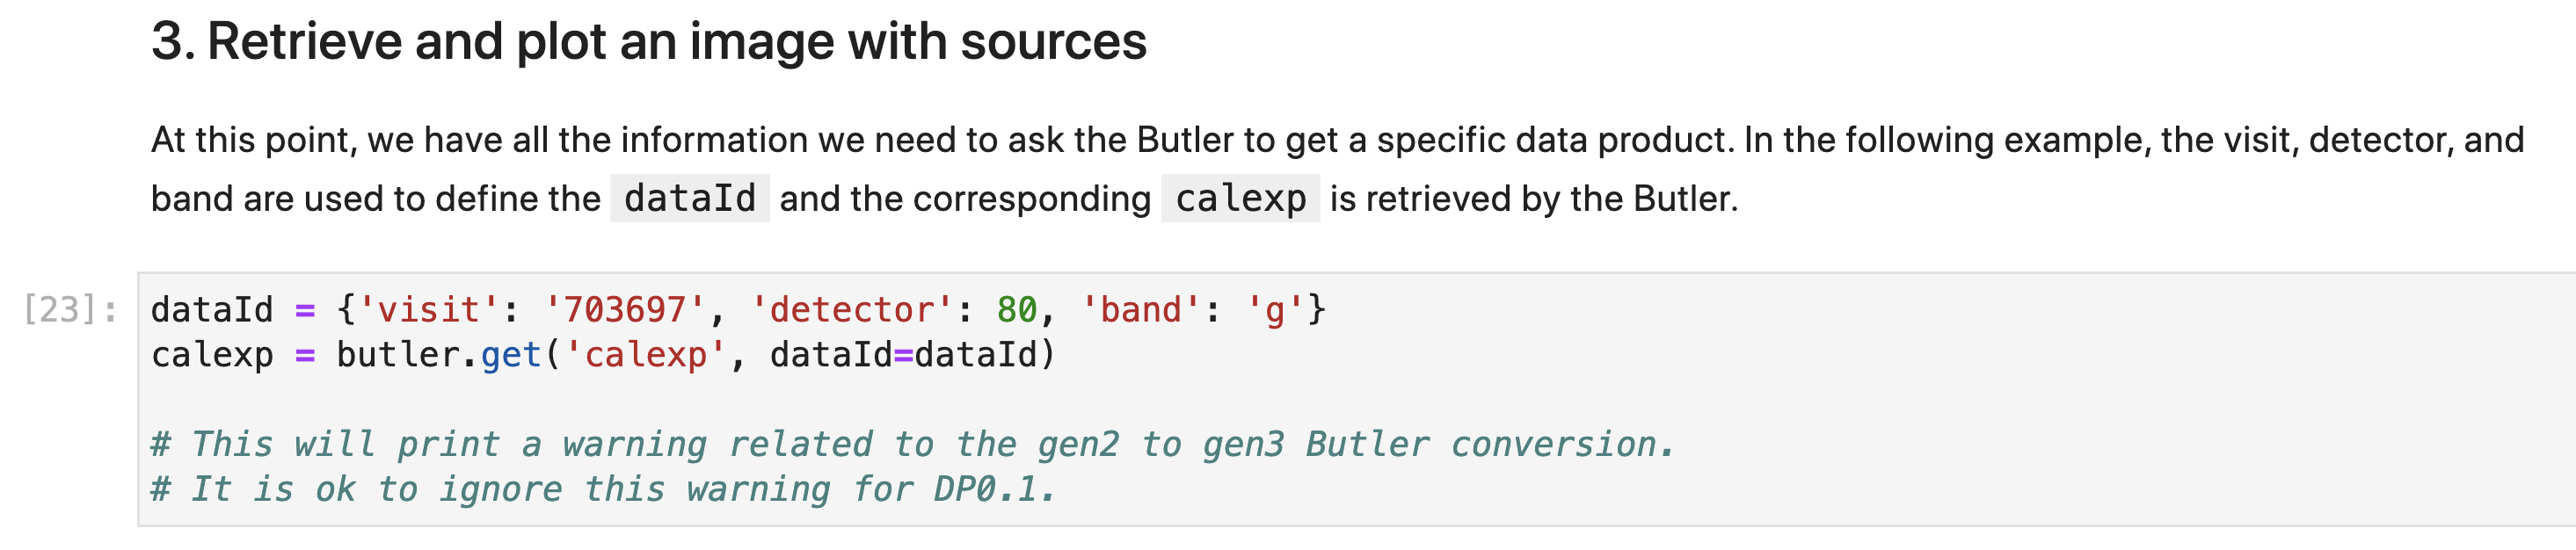 3. Retrieve and plot an image with sources
At this point, we have all the information we need to ask the Butler to get a specific data product. In the following example, the visit, detector, and
band are used to define the dataId and the corresponding calexp is retrieved by the Butler.
[23]: dataId = {'visit': '703697', 'detector': 80, 'band': 'g'}
calexp = butler.get('calexp', dataId=dataId)
# This will print a warning related to the gen2 to gen3 Butler conversion.
# It is ok to ignore this warning for DP0.1.